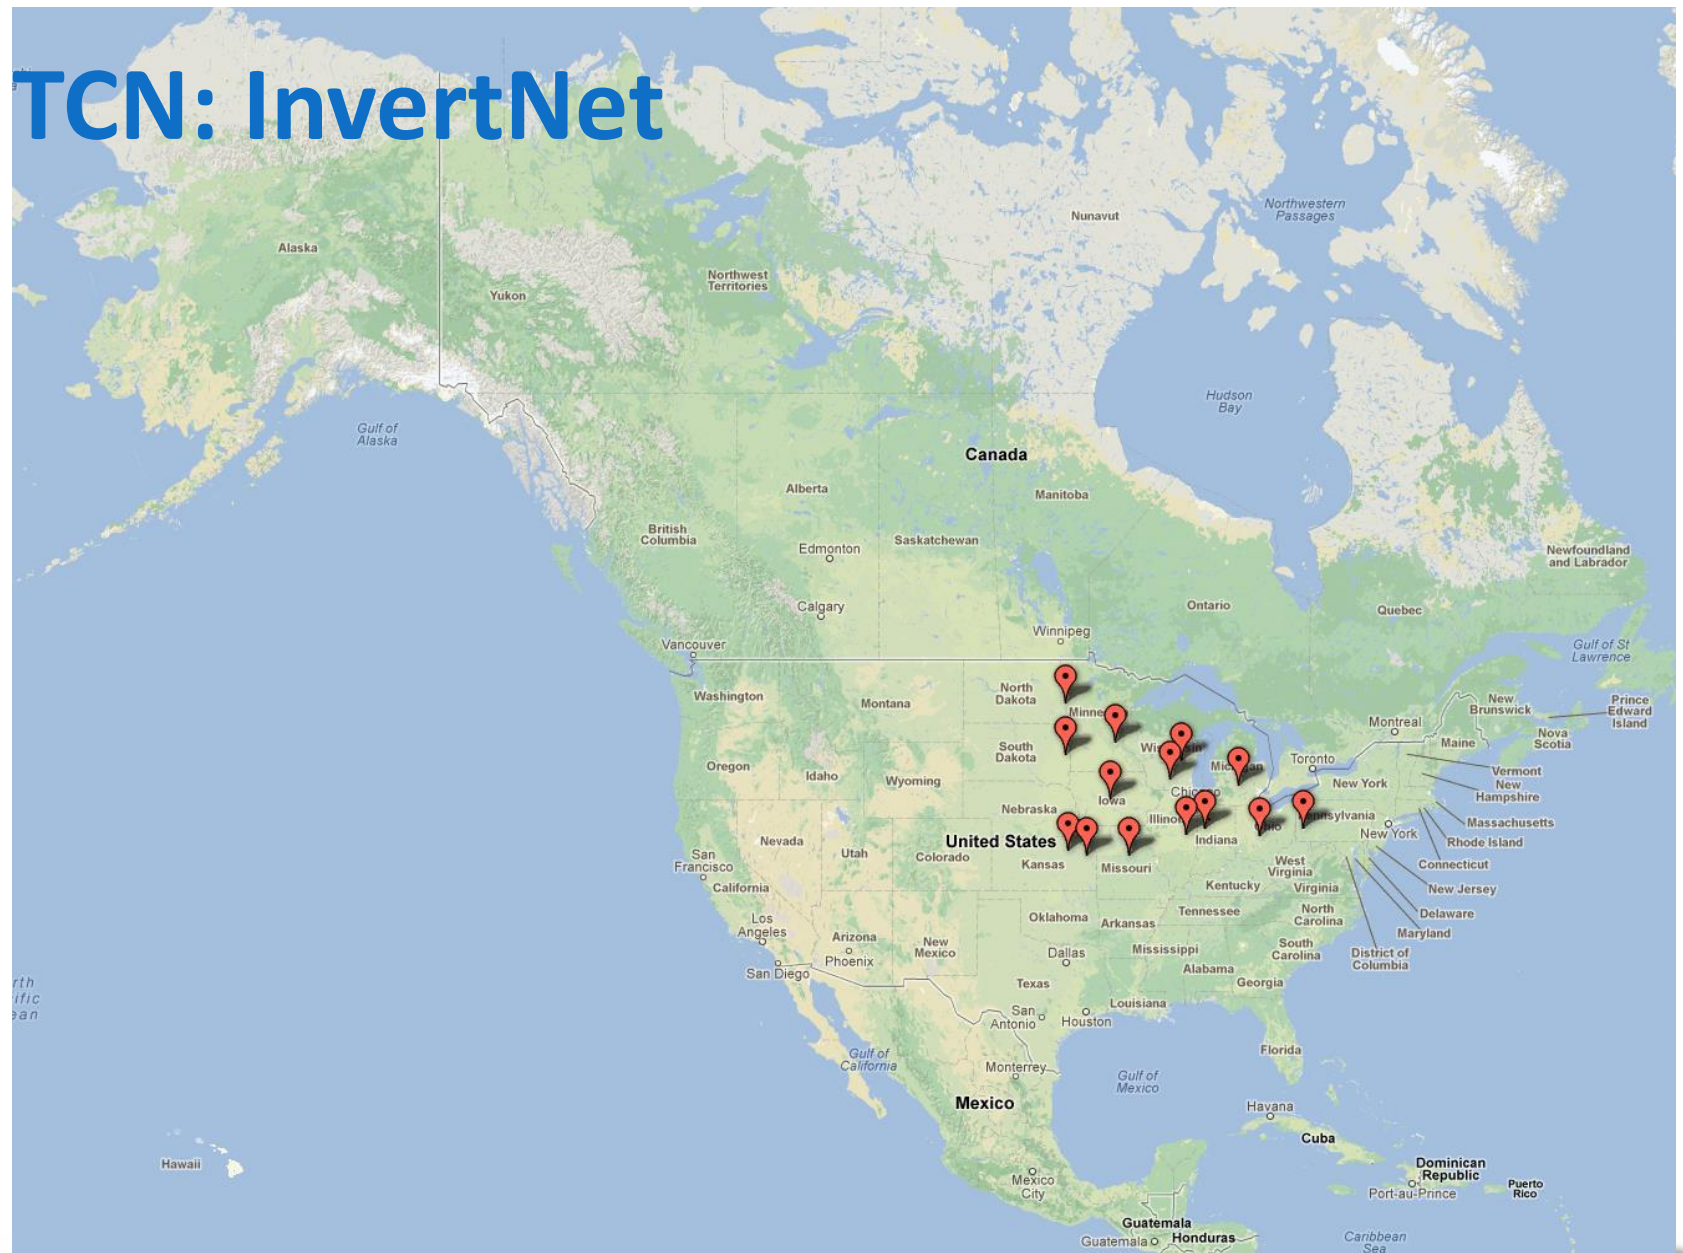 TCN: InvertNet
Nunavut
Northwestern
Passages
Alaska
Northwest
Territories
Yukon
Hudson
Bay
Gulf of
Alaska
Canada
Alberta
Manitoba
British
Columbia
Edmonton
Saskatchewan
Newfoundland
and Labrador
Calgary
Ontario
Quebec
Winnipeg
Vancouver
Gulf of St
Lawrence
Washington
Montana
North
Dakota
New
Brunswick
Prince
Edward
Island
Montreal
Nova
Scotia
Maine
South
Dakota
Oregon
Idaho
Wyoming
Toronto
Vermont
New York
New
Hampshire
Iowa
Nebraska
Massachusetts
New York
Rhode Island
United States
Nevada
Utah
Colorado
Indiana
Connecticut
San
Francisco
Kansas
Missouri
West
Virginia
California
Kentucky
Virginia
New Jersey
Los
Angeles
Oklahoma
Arkansas
Tennessee
North
Carolina
Delaware
Maryland
Arizona
Phoenix
New
Mexico
Dallas
Mississippi
South
Carolina
District of
Columbia
San Diego
Texas
Alabama
Georgia
Louisiana
San
Antonio
Houston
Gulf of
California
Florida
Monterrey
Gulf of
Mexico
Mexico
Havana
Cuba
Hawaii
Mexico
City
Dominican
Republic
Port-au-Prince
Puerto
Rico
Guatemala
Guatemala
Honduras
Caribbean
Sea